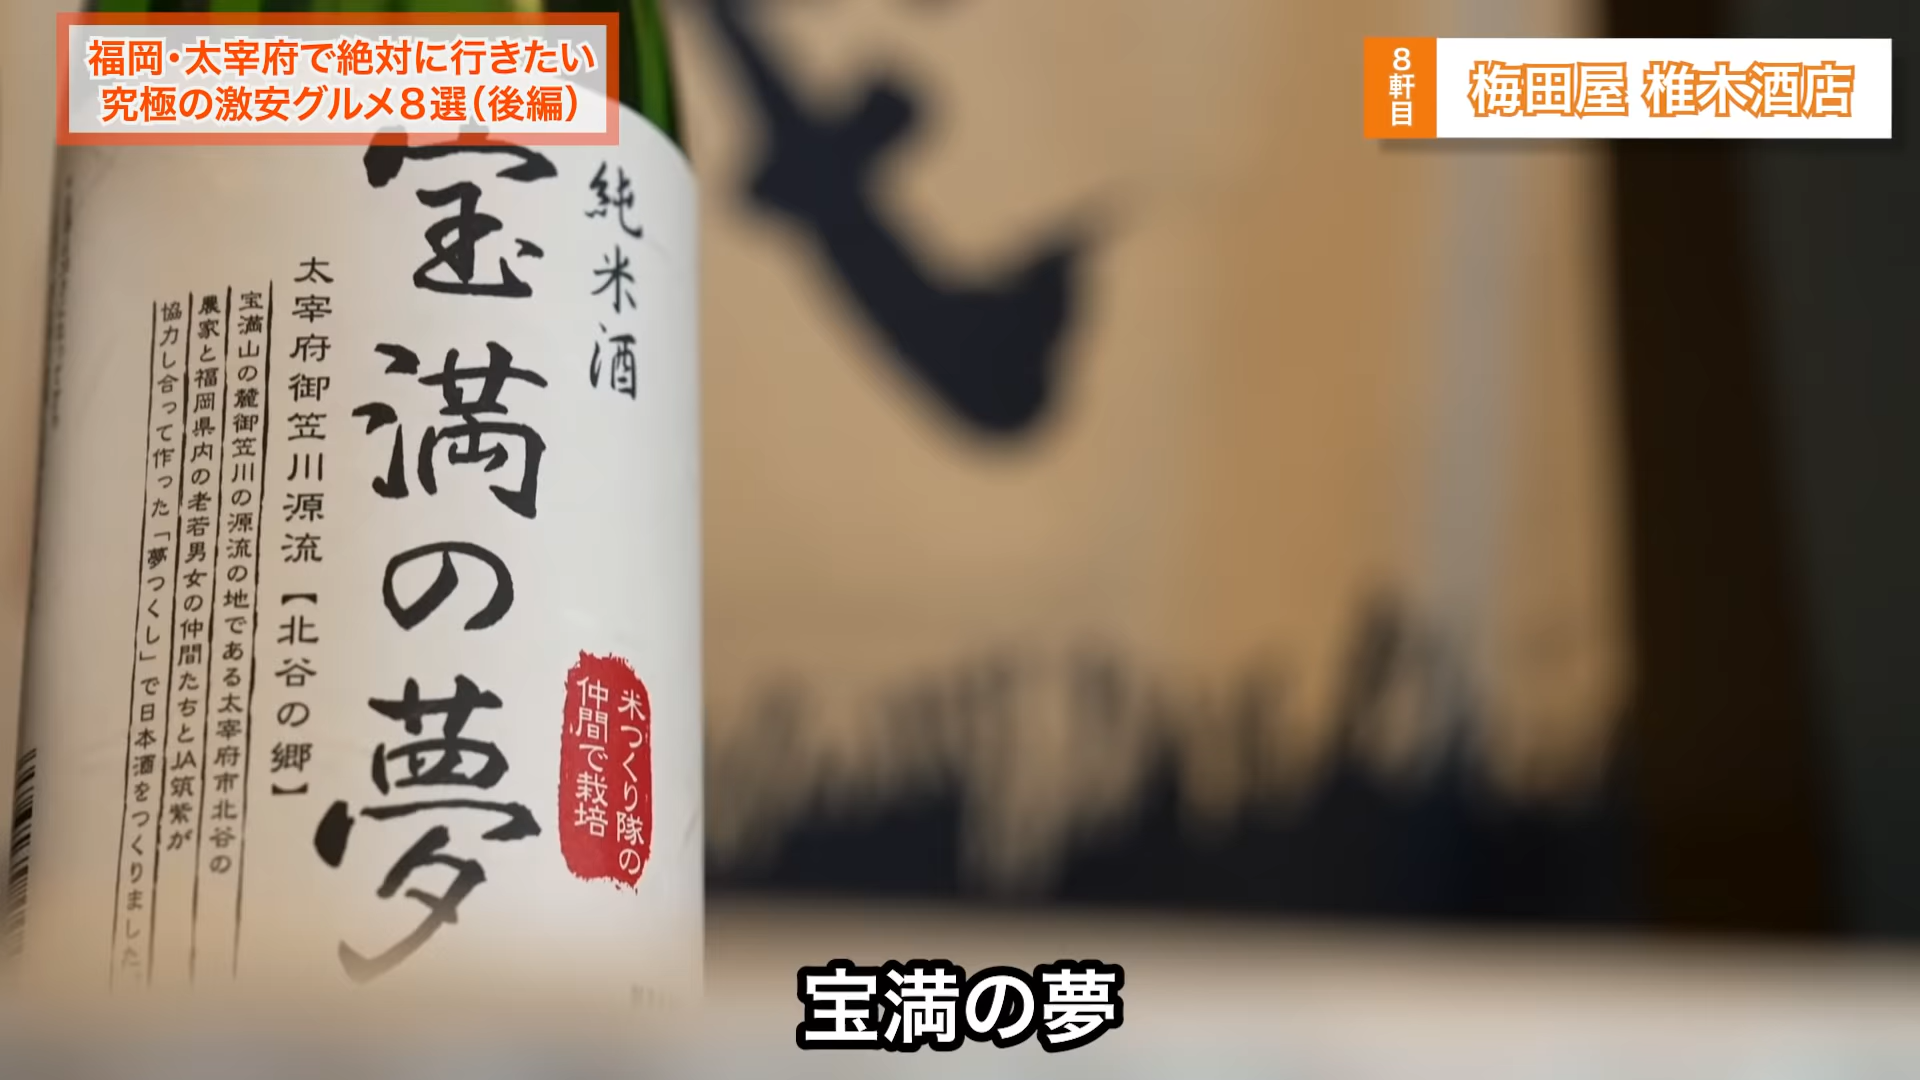 福岡・太宰府で絶対に行きたい
究極の激安グルメ8選(後編)
8軒目
梅田屋 椎木酒店
純米酒
宝満の夢
太宰府御笠川源流【北谷の郷】
宝満山の麓御笠川の源流の地である太宰府市北谷の
農家と福岡県内の老若男女の仲間たちとJA筑紫が
協力し合って作った「夢つくし」で日本酒をつくりました。
米つくり隊の
仲間で栽培
宝満の夢